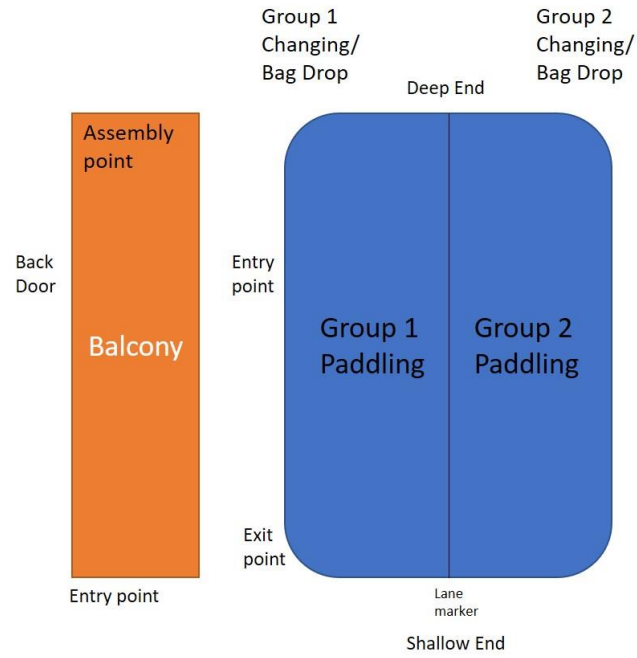 Group 1
Changing/
Bag Drop
Group 2
Changing/
Bag Drop
Deep End
Assembly
point
Back
Door
Entry
point
Balcony
Group 1
Paddling
Group 2
Paddling
Exit
point
Entry point
Lane
marker
Shallow End